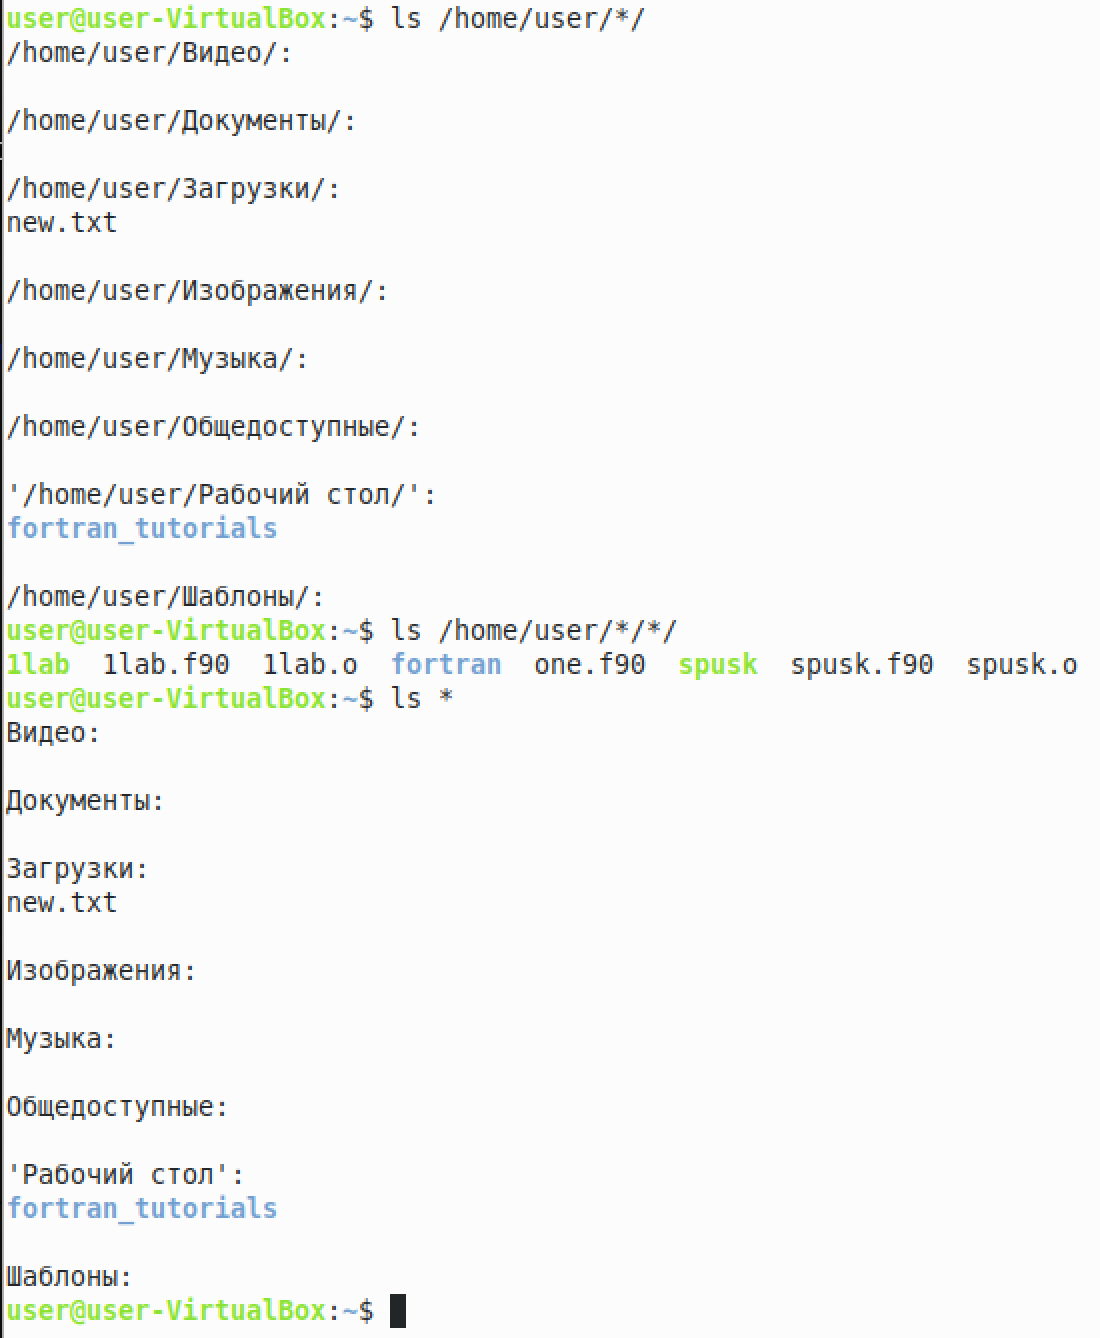 user@user-VirtualBox:~$ ls /home/user/*/
/home/user/Видео/:
/home/user/Документы/:
/home/user/Загрузки/:
new.txt
/home/user/Изображения/:
/home/user/Музыка/:
/home/user/Общедоступные/:
'/home/user/Рабочий стол/':
fortran_tutorials
/home/user/Шаблоны/:
user@user-VirtualBox:~$ ls /home/user/*/*/
1lab  1lab.f90  1lab.o  fortran  one.f90  spusk  spusk.f90  spusk.o
user@user-VirtualBox:~$ ls *
Видео:
Документы:
Загрузки:
new.txt
Изображения:
Музыка:
Общедоступные:
'Рабочий стол':
fortran_tutorials
Шаблоны:
user@user-VirtualBox:~$